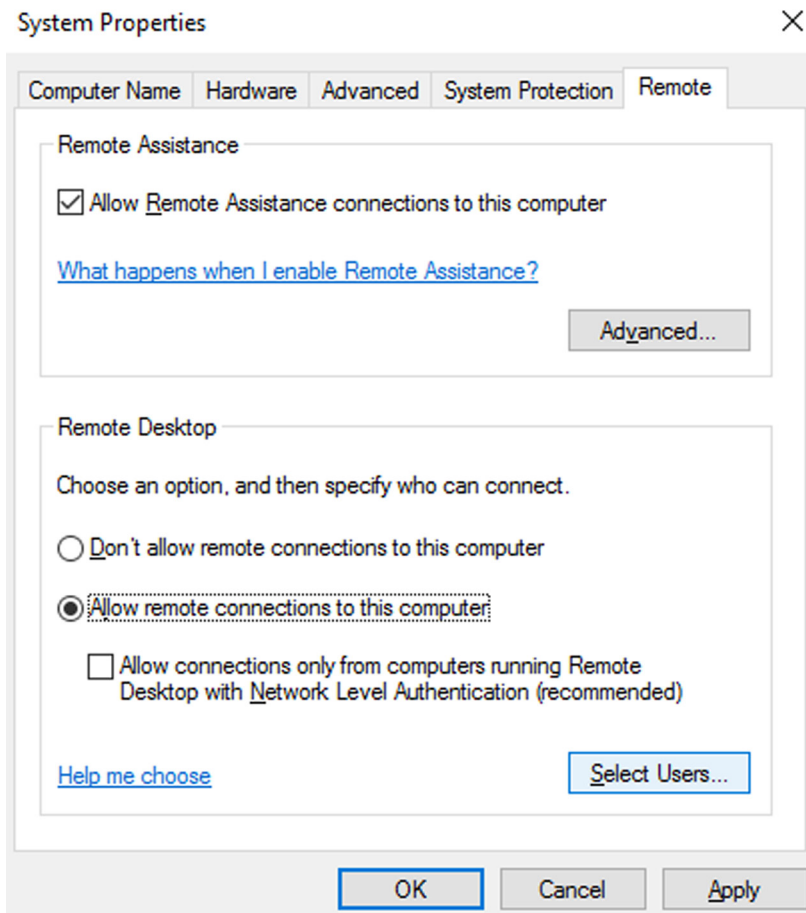 System Properties
Computer Name Hardware Advanced System Protection Remote
Remote Assistance
Allow Remote Assistance connections to this computer
What happens when I enable Remote Assistance?
Advanced...
Remote Desktop
Choose an option, and then specify who can connect.
Don't allow remote connections to this computer
Allow remote connections to this computer
Allow connections only from computers running Remote
Desktop with Network Level Authentication (recommended)
Help me choose
Select Users...
OK Cancel Apply